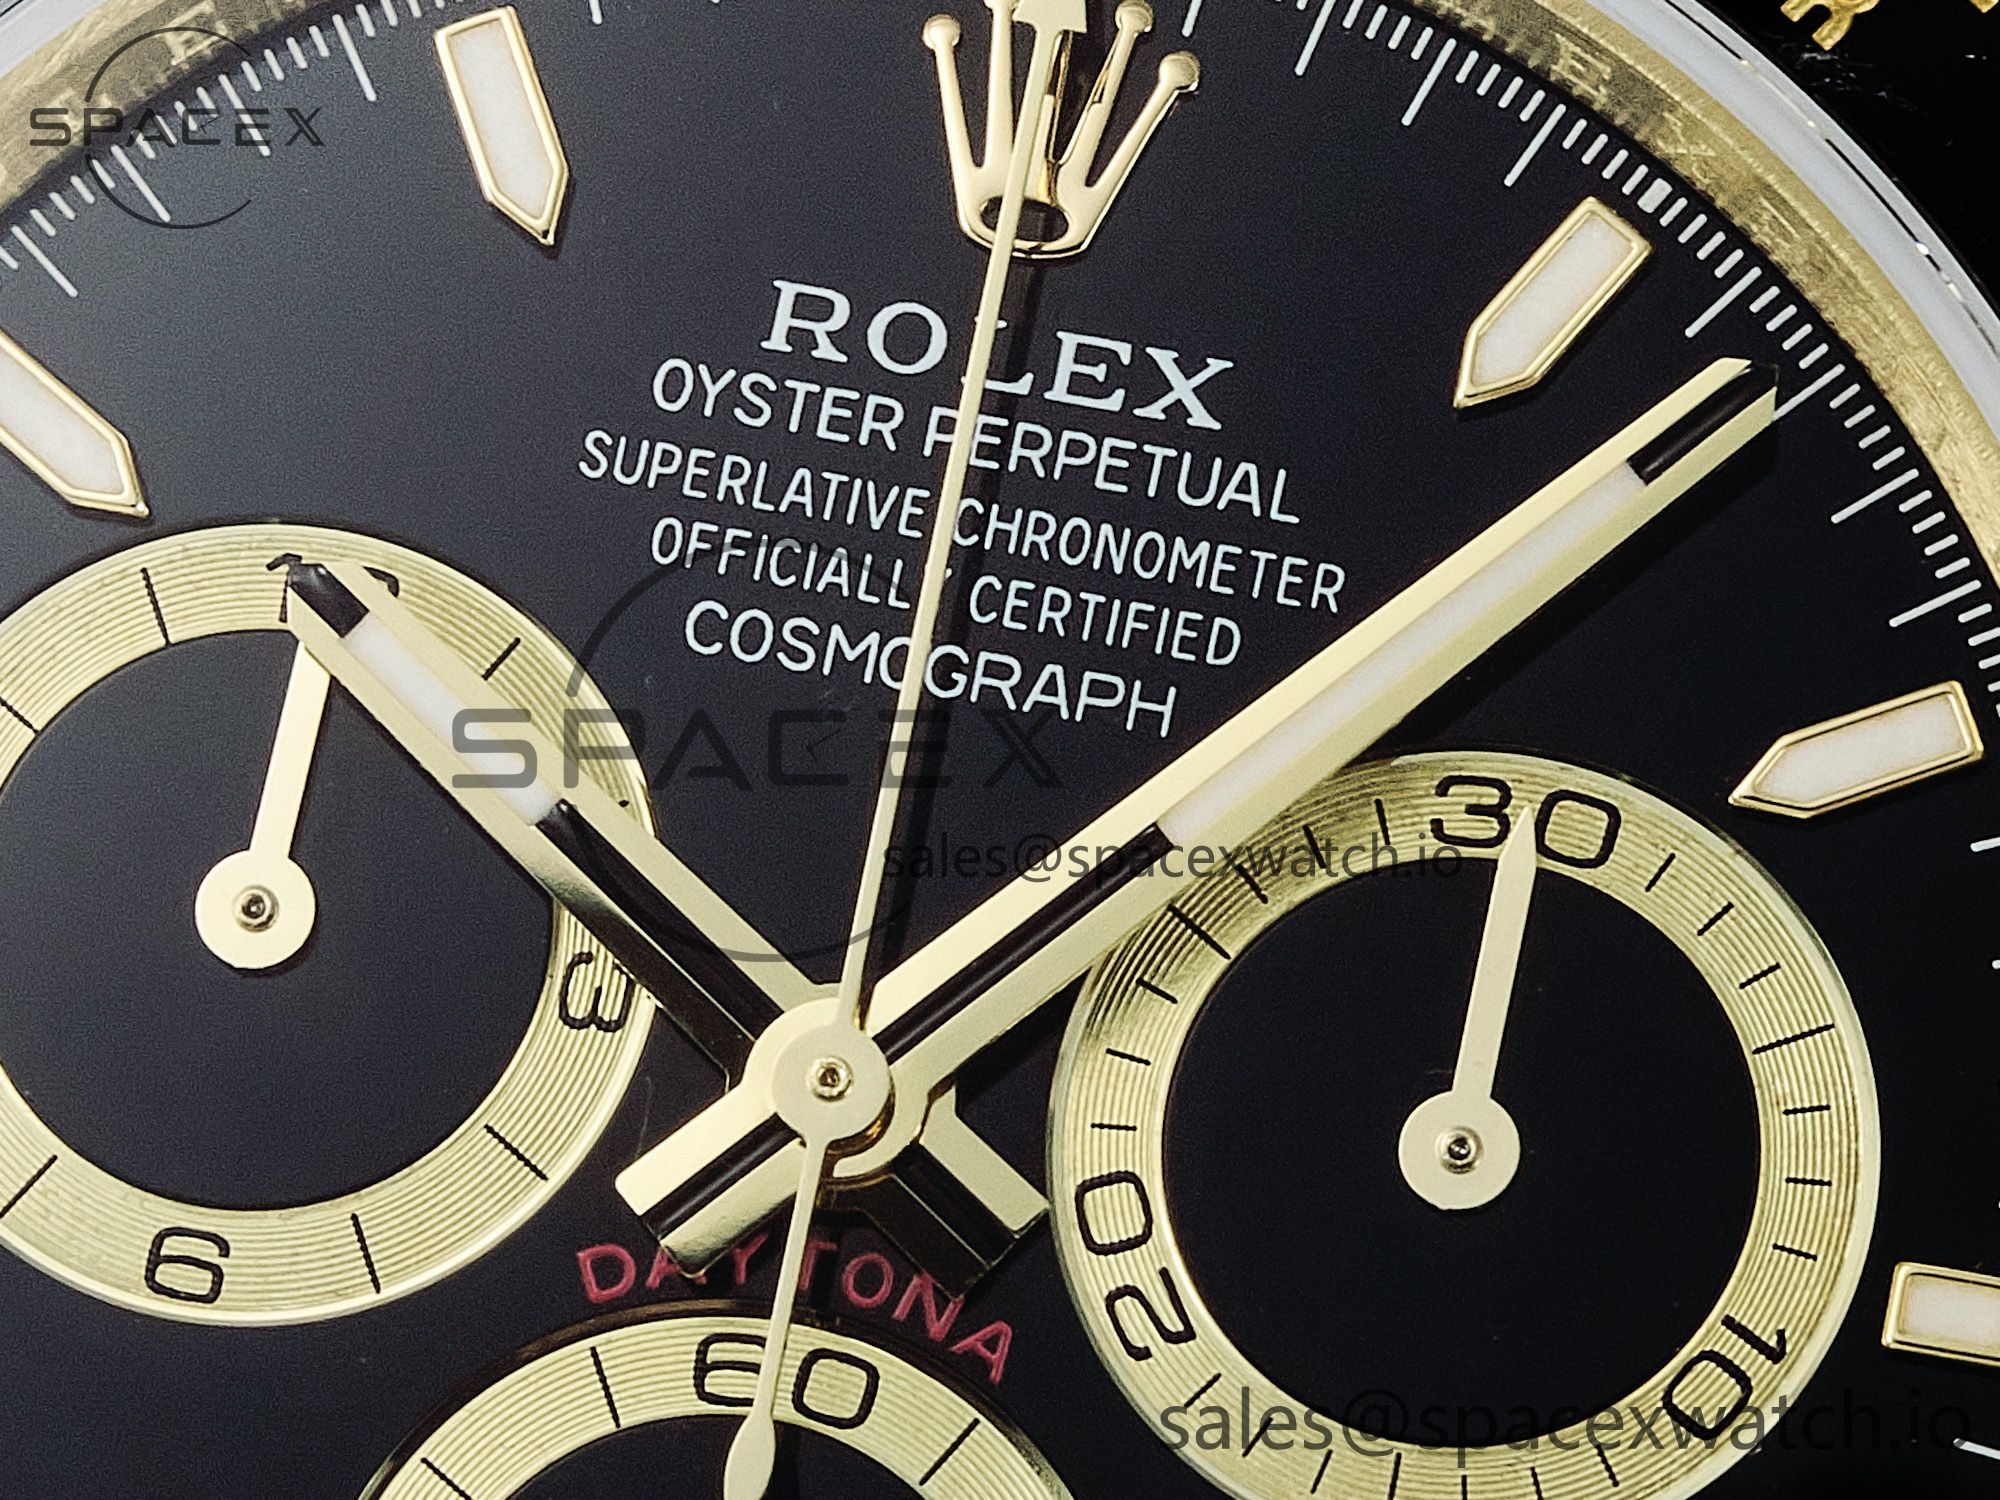 SPACEX
ROLEX
OYSTER PERPETUAL
SUPERLATIVE CHRONOMETER
OFFICIALLY CERTIFIED
COSMOGRAPH
SPACEX
sales@spacexwatch.io
30
3
20
9
DAYTONA
60
10
sales@spacexwatch.io